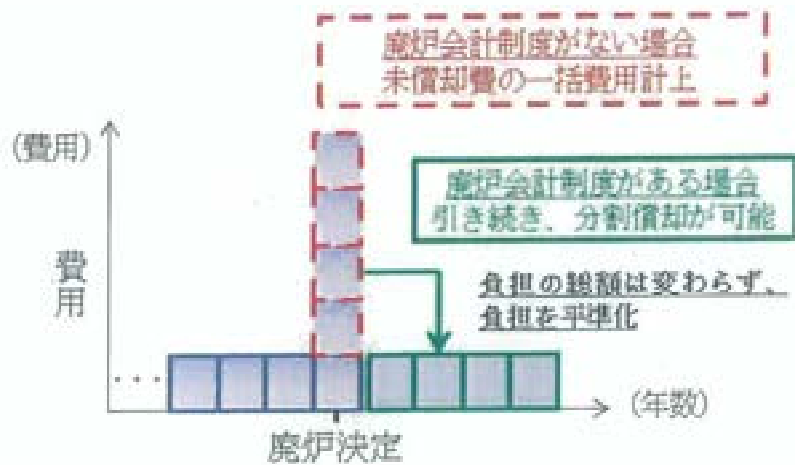 廃炉会計制度がない場合
未償却費の一括費用計上
(費用)
廃炉会計制度がある場合
引き続き、分割償却が可能
費用
負担の総額は変わらず、
負担を平準化
(年数)
廃炉決定